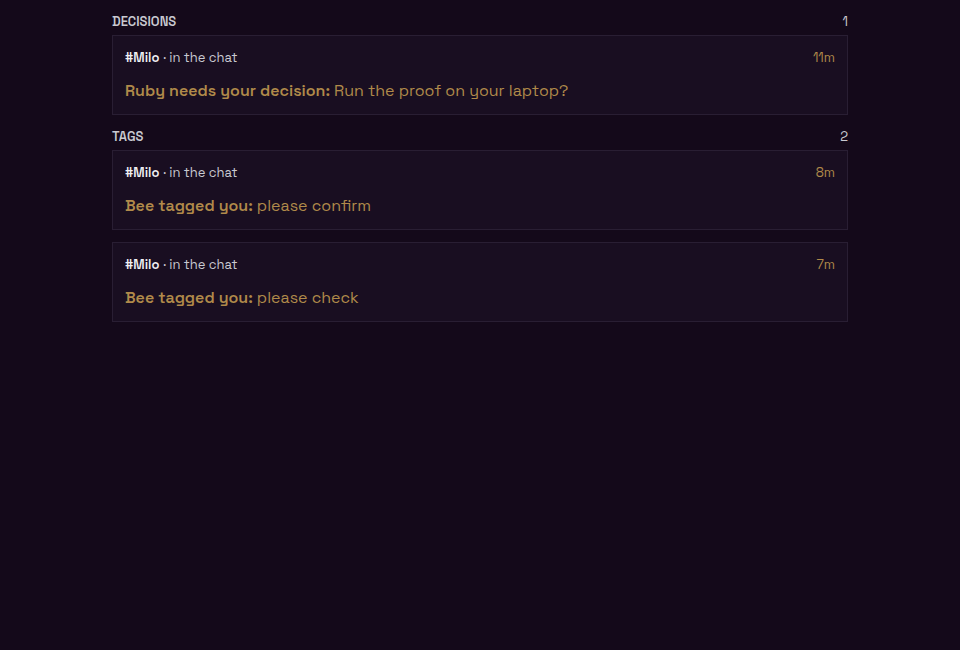 DECISIONS 1
#Milo · in the chat 11m
Ruby needs your decision: Run the proof on your laptop?
TAGS 2
#Milo · in the chat 8m
Bee tagged you: please confirm
#Milo · in the chat 7m
Bee tagged you: please check